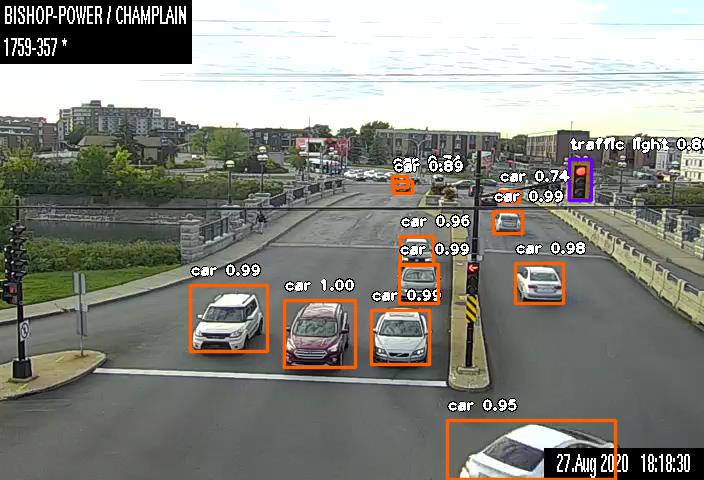 BISHOP-POWER / CHAMPLAIN
1759-357 *
traffic light 0.8
car 0.74
0.89
car 0.99
car 0.96
car 0.99
car 0.98
car 0.99
car 1.00
car 0.99
car 0.95
27.Aug 2020 18:18:30